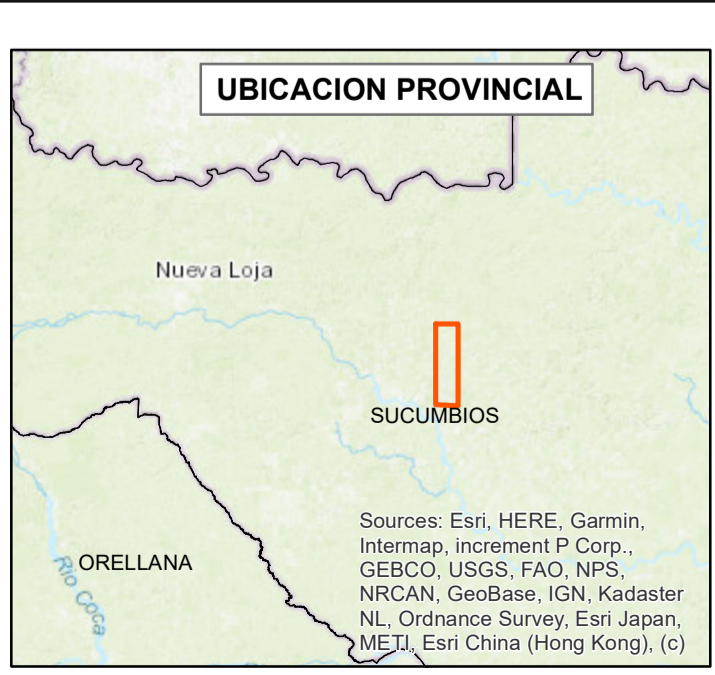 UBICACION PROVINCIAL
Nueva Loja
SUCUMBIOS
ORELLANA
Río Coca
Sources: Esri, HERE, Garmin,
Intermap, increment P Corp.,
GEBCO, USGS, FAO, NPS,
NRCAN, GeoBase, IGN, Kadaster
NL, Ordnance Survey, Esri Japan,
METI, Esri China (Hong Kong), (c)